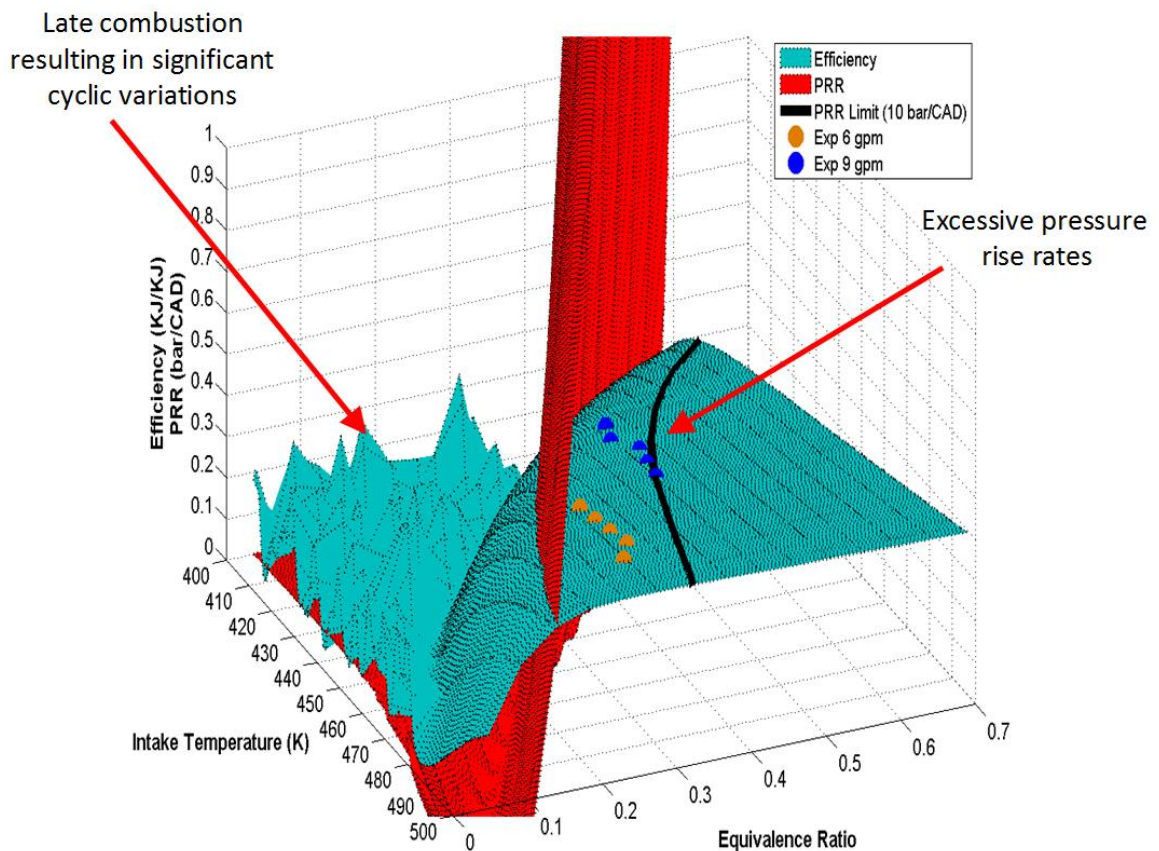 Late combustion
resulting in significant
cyclic variations
Efficiency
PRR
PRR Limit (10 bar/CAD)
Exp 6 gpm
Exp 9 gpm
Excessive pressure
rise rates
Efficiency (KJ/KJ)
PRR (bar/CAD)
1
0.9
0.8
0.7
0.6
0.5
0.4
0.3
0.2
0.1
0
400
410
420
430
440
450
460
470
480
490
500
Intake Temperature (K)
0
0.1
0.2
0.3
0.4
0.5
0.6
0.7
Equivalence Ratio